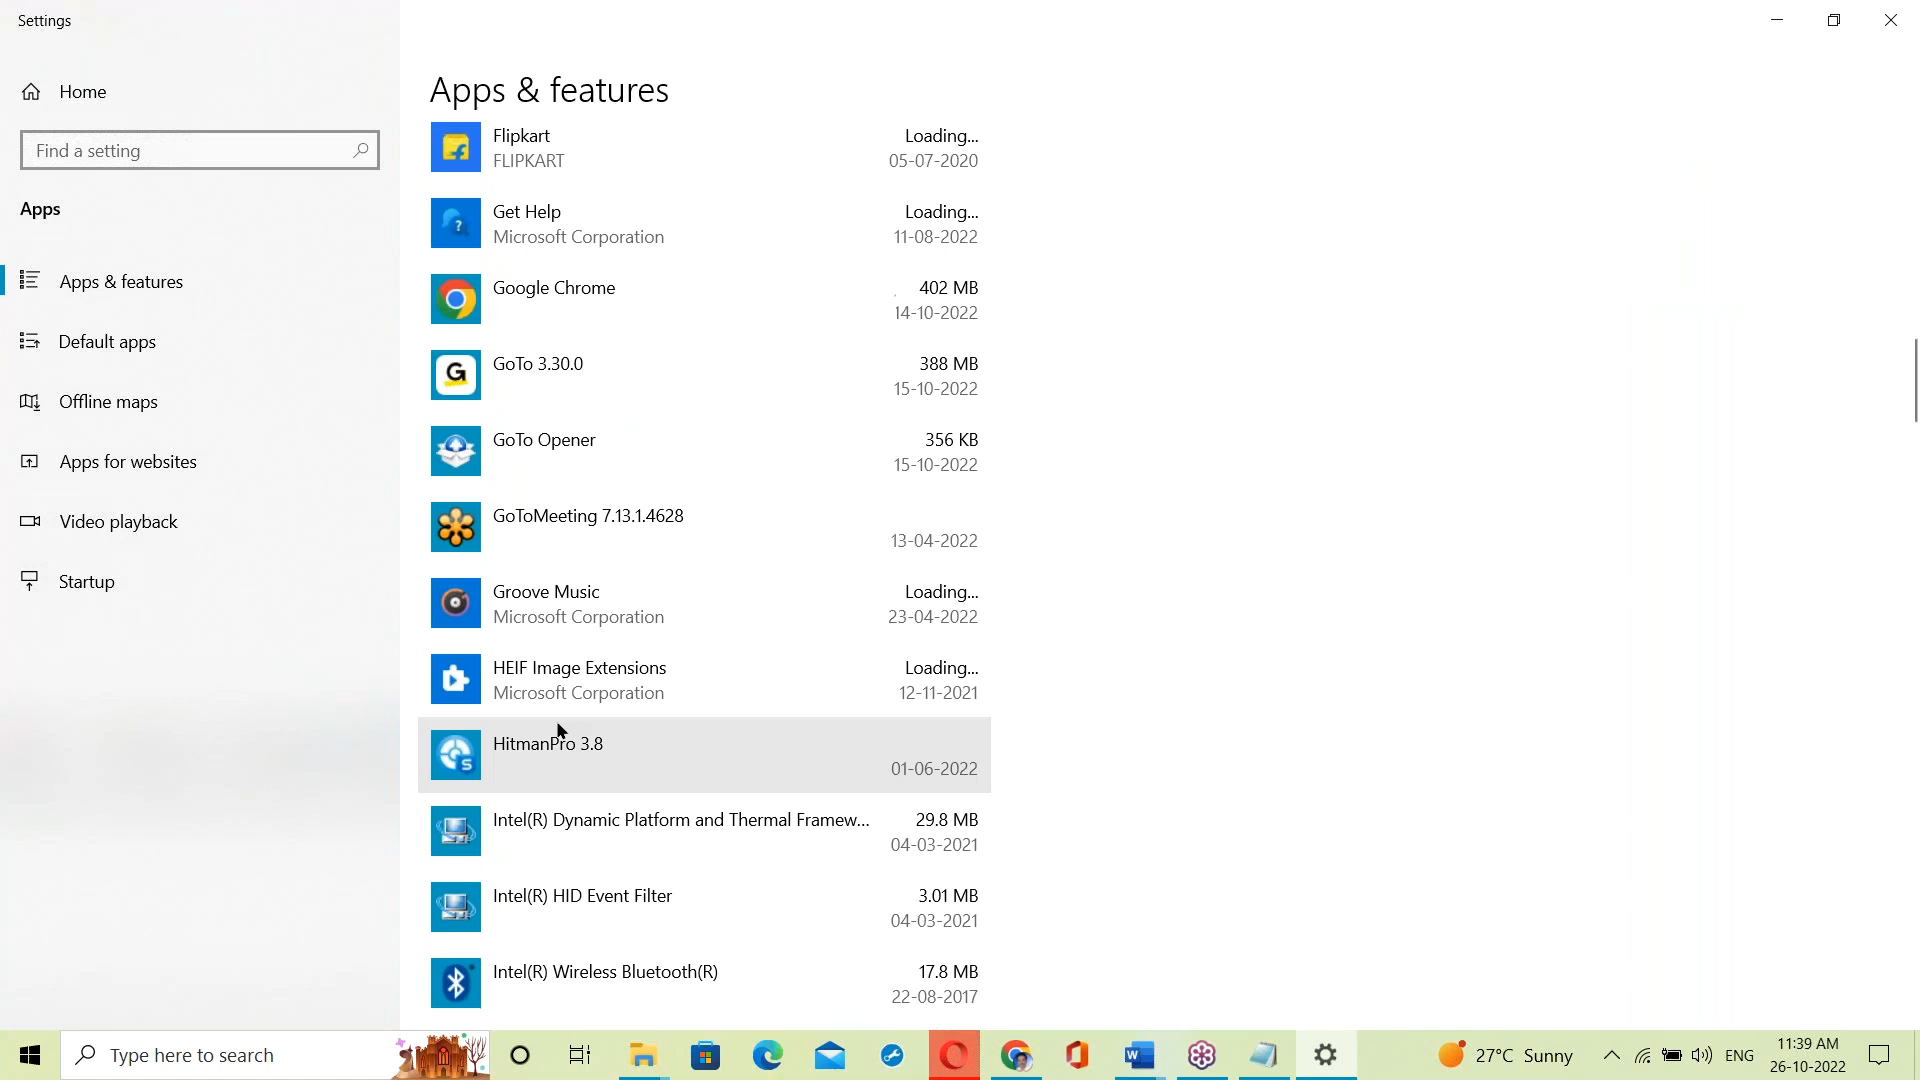 Settings
Home
Find a setting
Apps
Apps & features
Default apps
Offline maps
Apps for websites
Video playback
Startup
Apps & features
Flipkart Loading...
FLIPKART 05-07-2020
Get Help Loading...
Microsoft Corporation 11-08-2022
Google Chrome 402 MB
14-10-2022
GoTo 3.30.0 388 MB
15-10-2022
GoTo Opener 356 KB
15-10-2022
GoToMeeting 7.13.1.4628
13-04-2022
Groove Music Loading...
Microsoft Corporation 23-04-2022
HEIF Image Extensions Loading...
Microsoft Corporation 12-11-2021
HitmanPro 3.8
01-06-2022
Intel(R) Dynamic Platform and Thermal Framew... 29.8 MB
04-03-2021
Intel(R) HID Event Filter 3.01 MB
04-03-2021
Intel(R) Wireless Bluetooth(R) 17.8 MB
22-08-2017
Type here to search
27°C Sunny
ENG
11:39 AM
26-10-2022